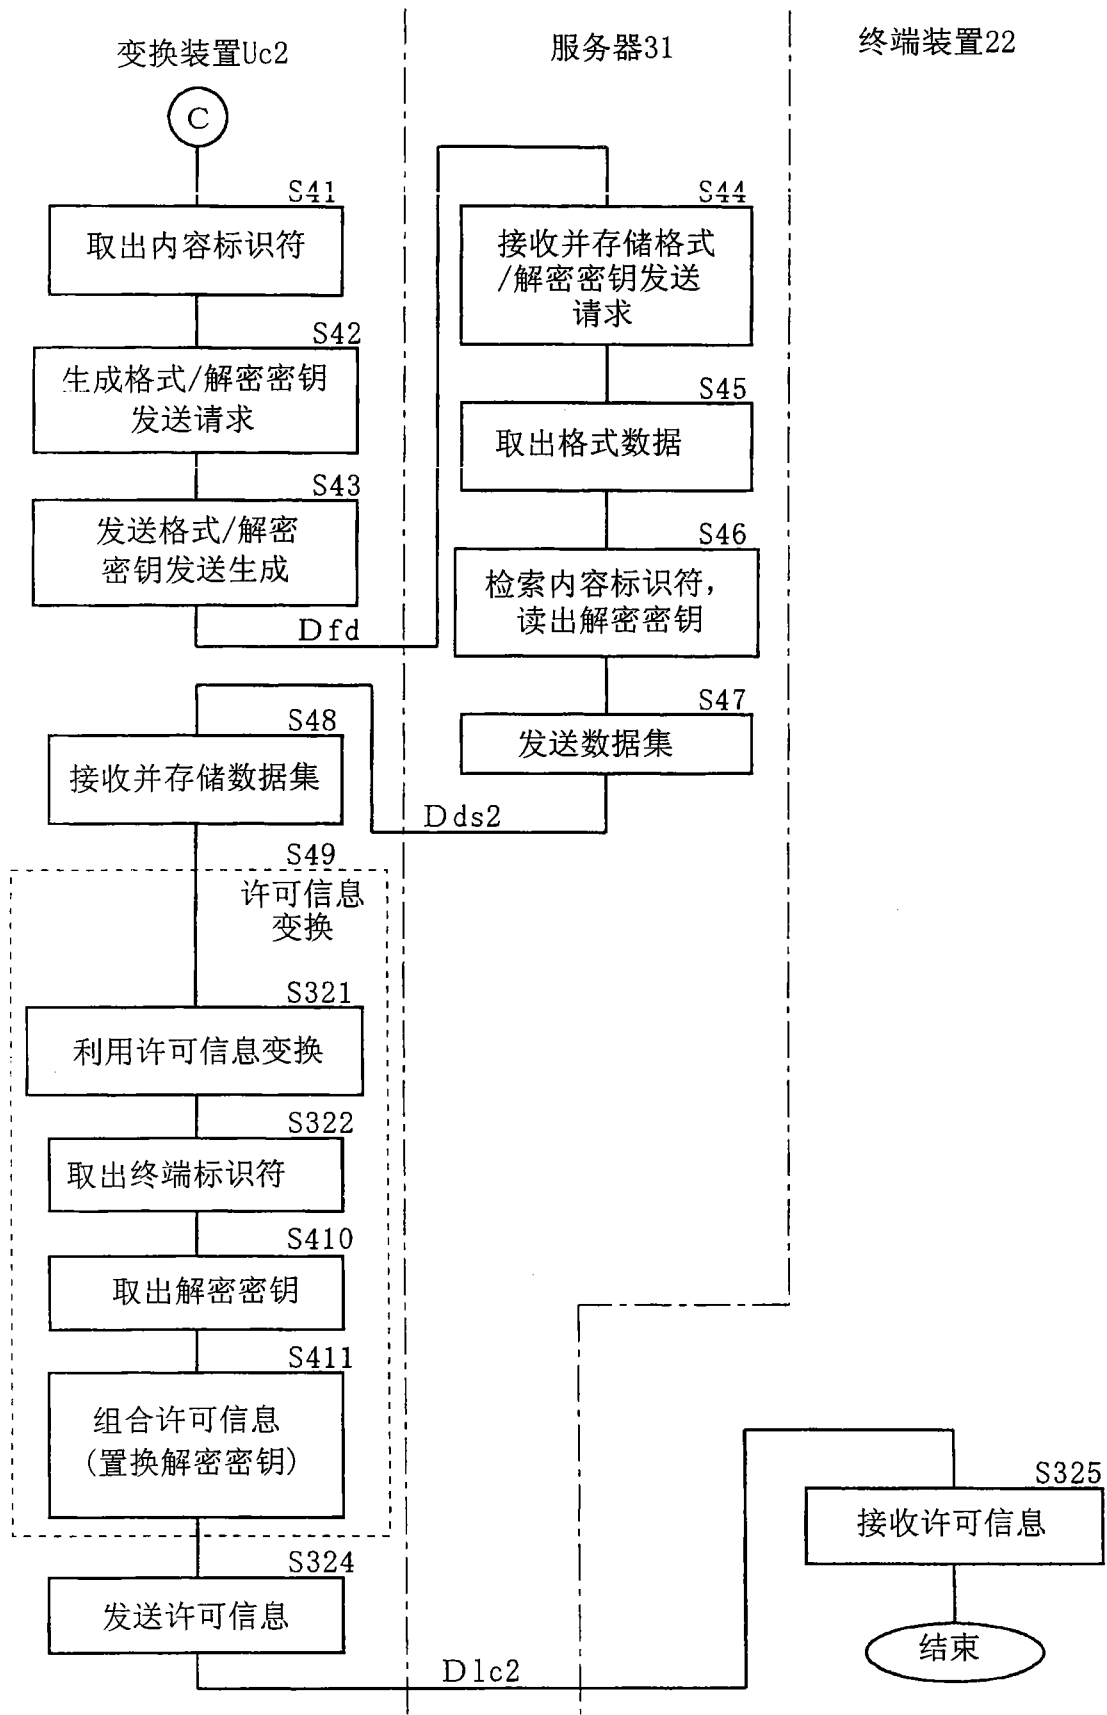 变换装置Uc2
服务器31
终端装置22
C
S41
取出内容标识符
S42
生成格式/解密密钥
发送请求
S43
发送格式/解密
密钥发送生成
Dfd
S44
接收并存储格式
/解密密钥发送
请求
S45
取出格式数据
S46
检索内容标识符，
读出解密密钥
S47
发送数据集
Dds2
S48
接收并存储数据集
S49
许可信息
变换
S321
利用许可信息变换
S322
取出终端标识符
S410
取出解密密钥
S411
组合许可信息
(置换解密密钥)
S324
发送许可信息
Dlc2
S325
接收许可信息
结束